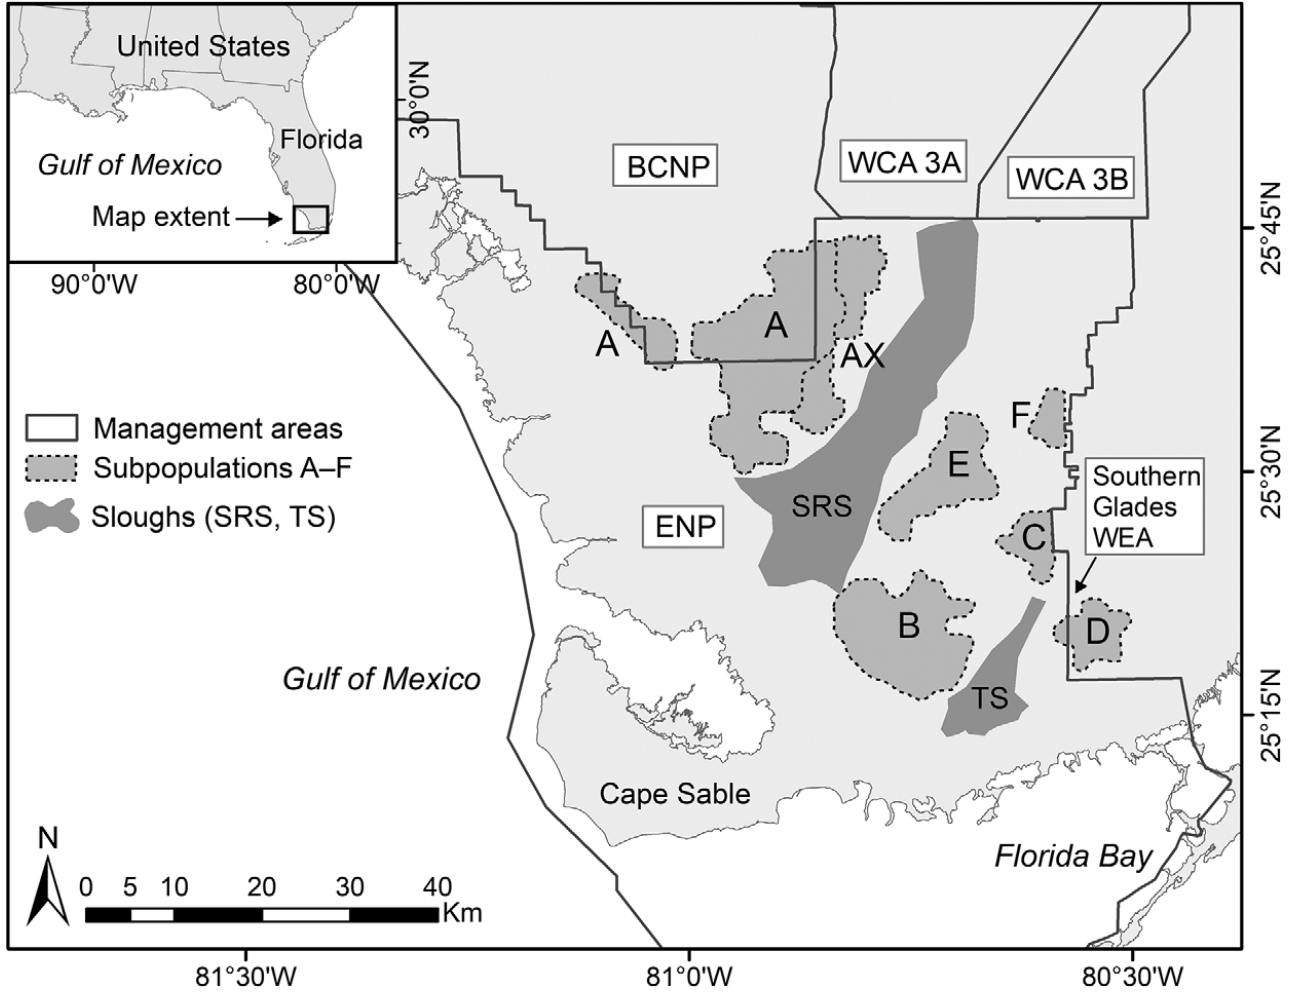 United States
Florida
Gulf of Mexico
Map extent
90°0'W
80°0'W
30°0'N
BCNP
WCA 3A
WCA 3B
25°45'N
A
A
AX
F
Management areas
Subpopulations A–F
Sloughs (SRS, TS)
E
25°30'N
Southern
Glades
WEA
SRS
ENP
C
B
D
Gulf of Mexico
TS
25°15'N
Cape Sable
Florida Bay
N
0 5 10 20 30 40
Km
81°30'W
81°0'W
80°30'W